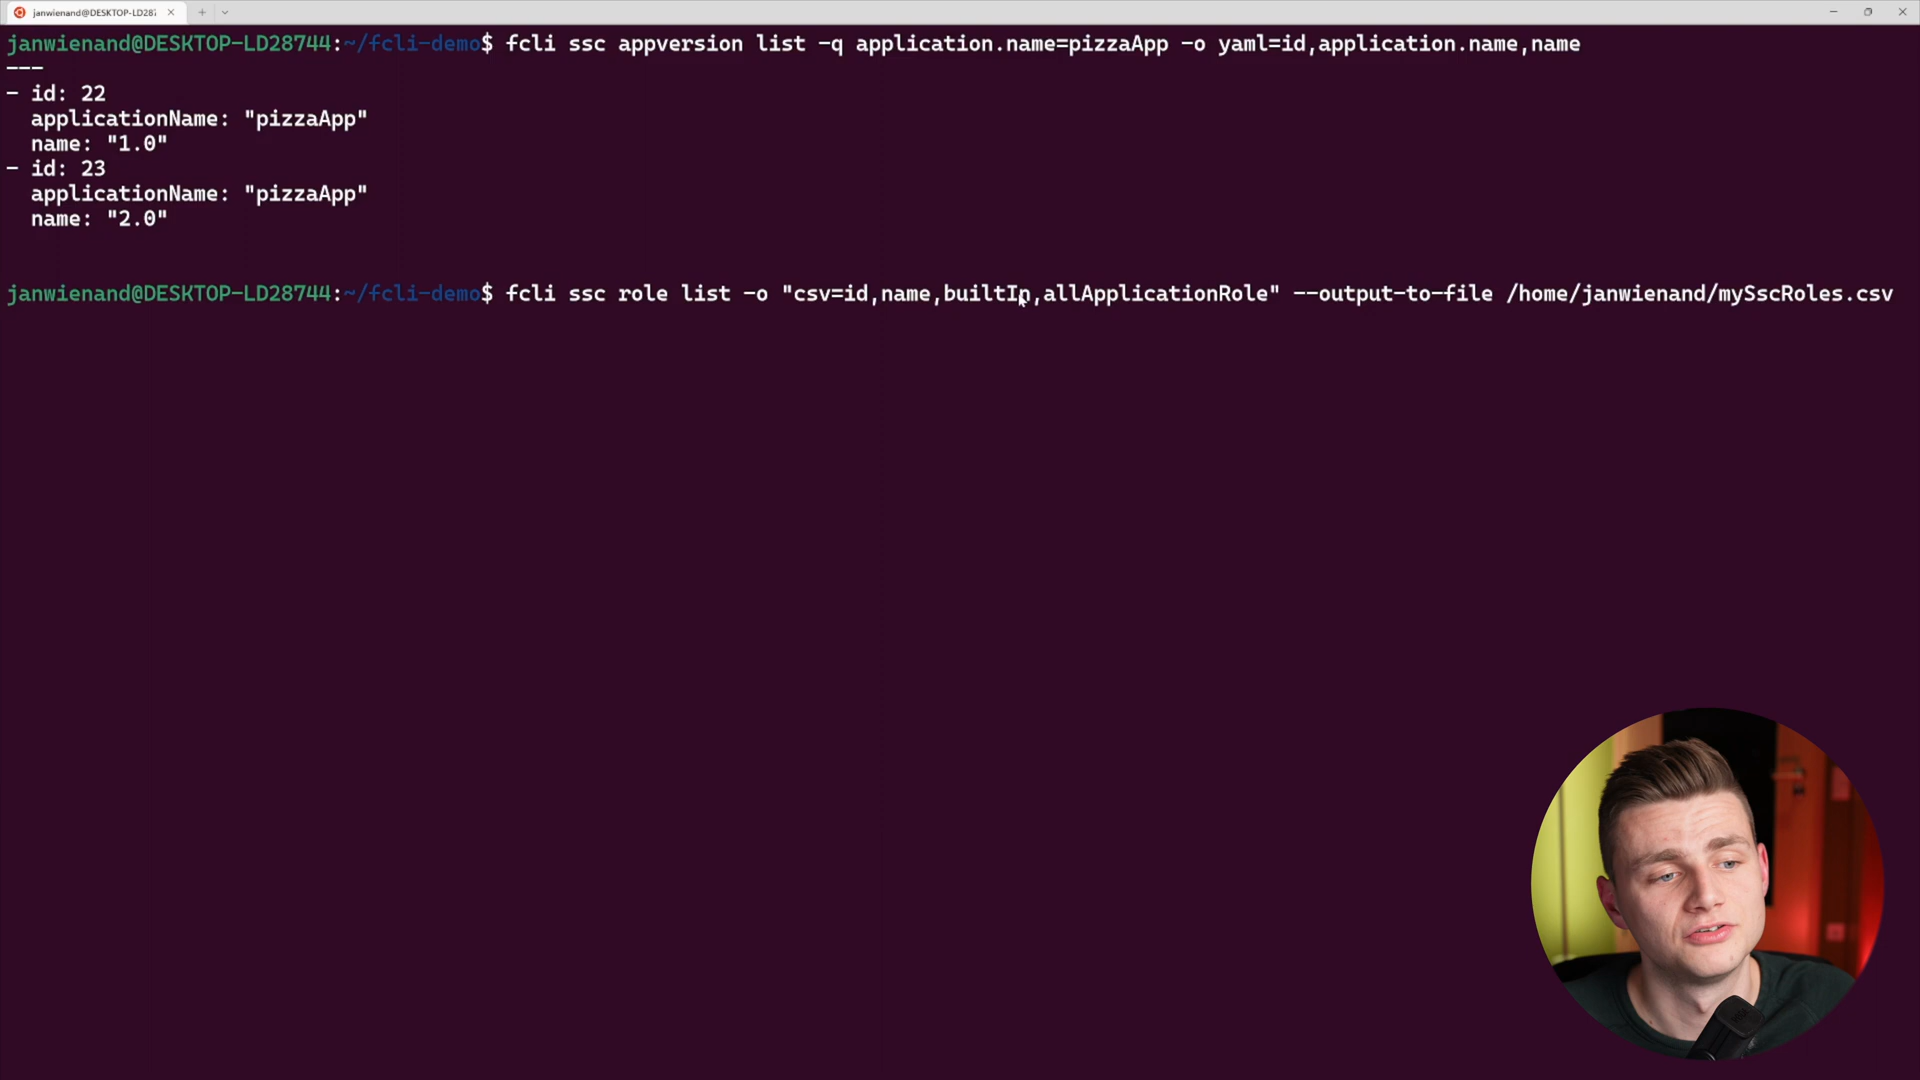 janwienand@DESKTOP-LD287
janwienand@DESKTOP-LD28744:~/fcli-demo$ fcli ssc appversion list -q application.name=pizzaApp -o yaml=id,application.name,name
---
- id: 22
applicationName: "pizzaApp"
name: "1.0"
- id: 23
applicationName: "pizzaApp"
name: "2.0"
janwienand@DESKTOP-LD28744:~/fcli-demo$ fcli ssc role list -o "csv=id,name,builtIn,allApplicationRole" --output-to-file /home/janwienand/mySscRoles.csv